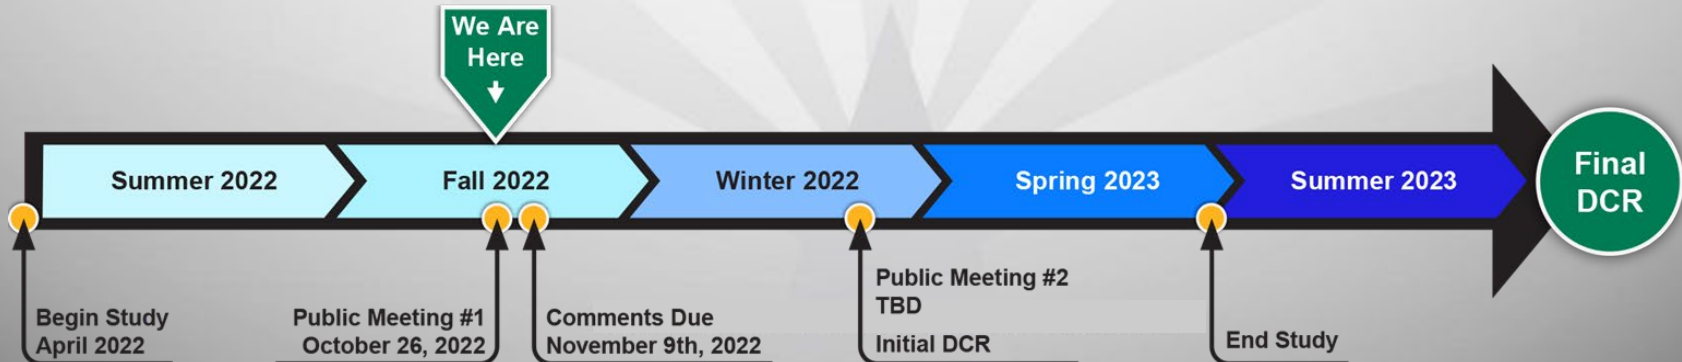 We Are
Here
Summer 2022
Fall 2022
Winter 2022
Spring 2023
Summer 2023
Final
DCR
Begin Study
April 2022
Public Meeting #1
October 26, 2022
Comments Due
November 9th, 2022
Public Meeting #2
TBD
Initial DCR
End Study